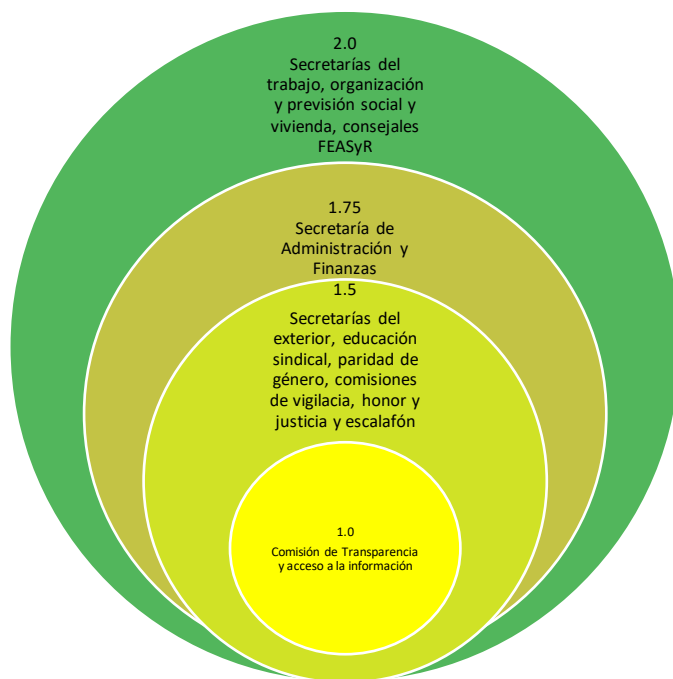 2.0
Secretarías del
trabajo, organización
y previsión social y
vivienda, consejales
FEASyR
1.75
Secretaría de
Administración y
Finanzas
1.5
Secretarías del
exterior, educación
sindical, paridad de
género, comisiones
de vigilacia, honor y
justicia y escalafón
1.0
Comisión de Transparencia
y acceso a la información